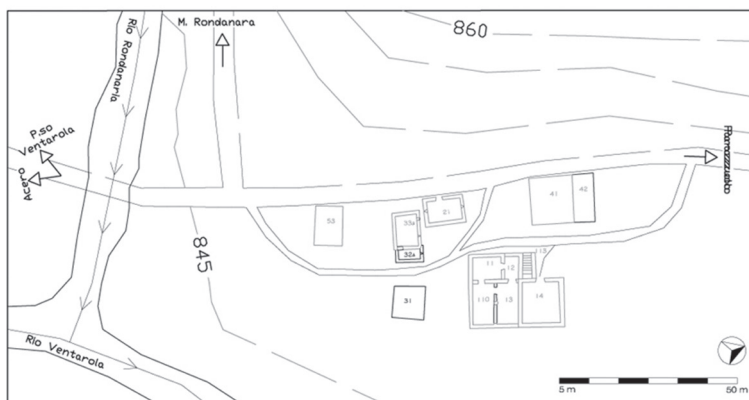 M. Rondanara
860
Rio Rondanaria
P.so
Ventarola
Acero
845
53
33a
32a
21
41
42
31
11
12
15
110
13
14
Rio Ventarola
5 m
50 m